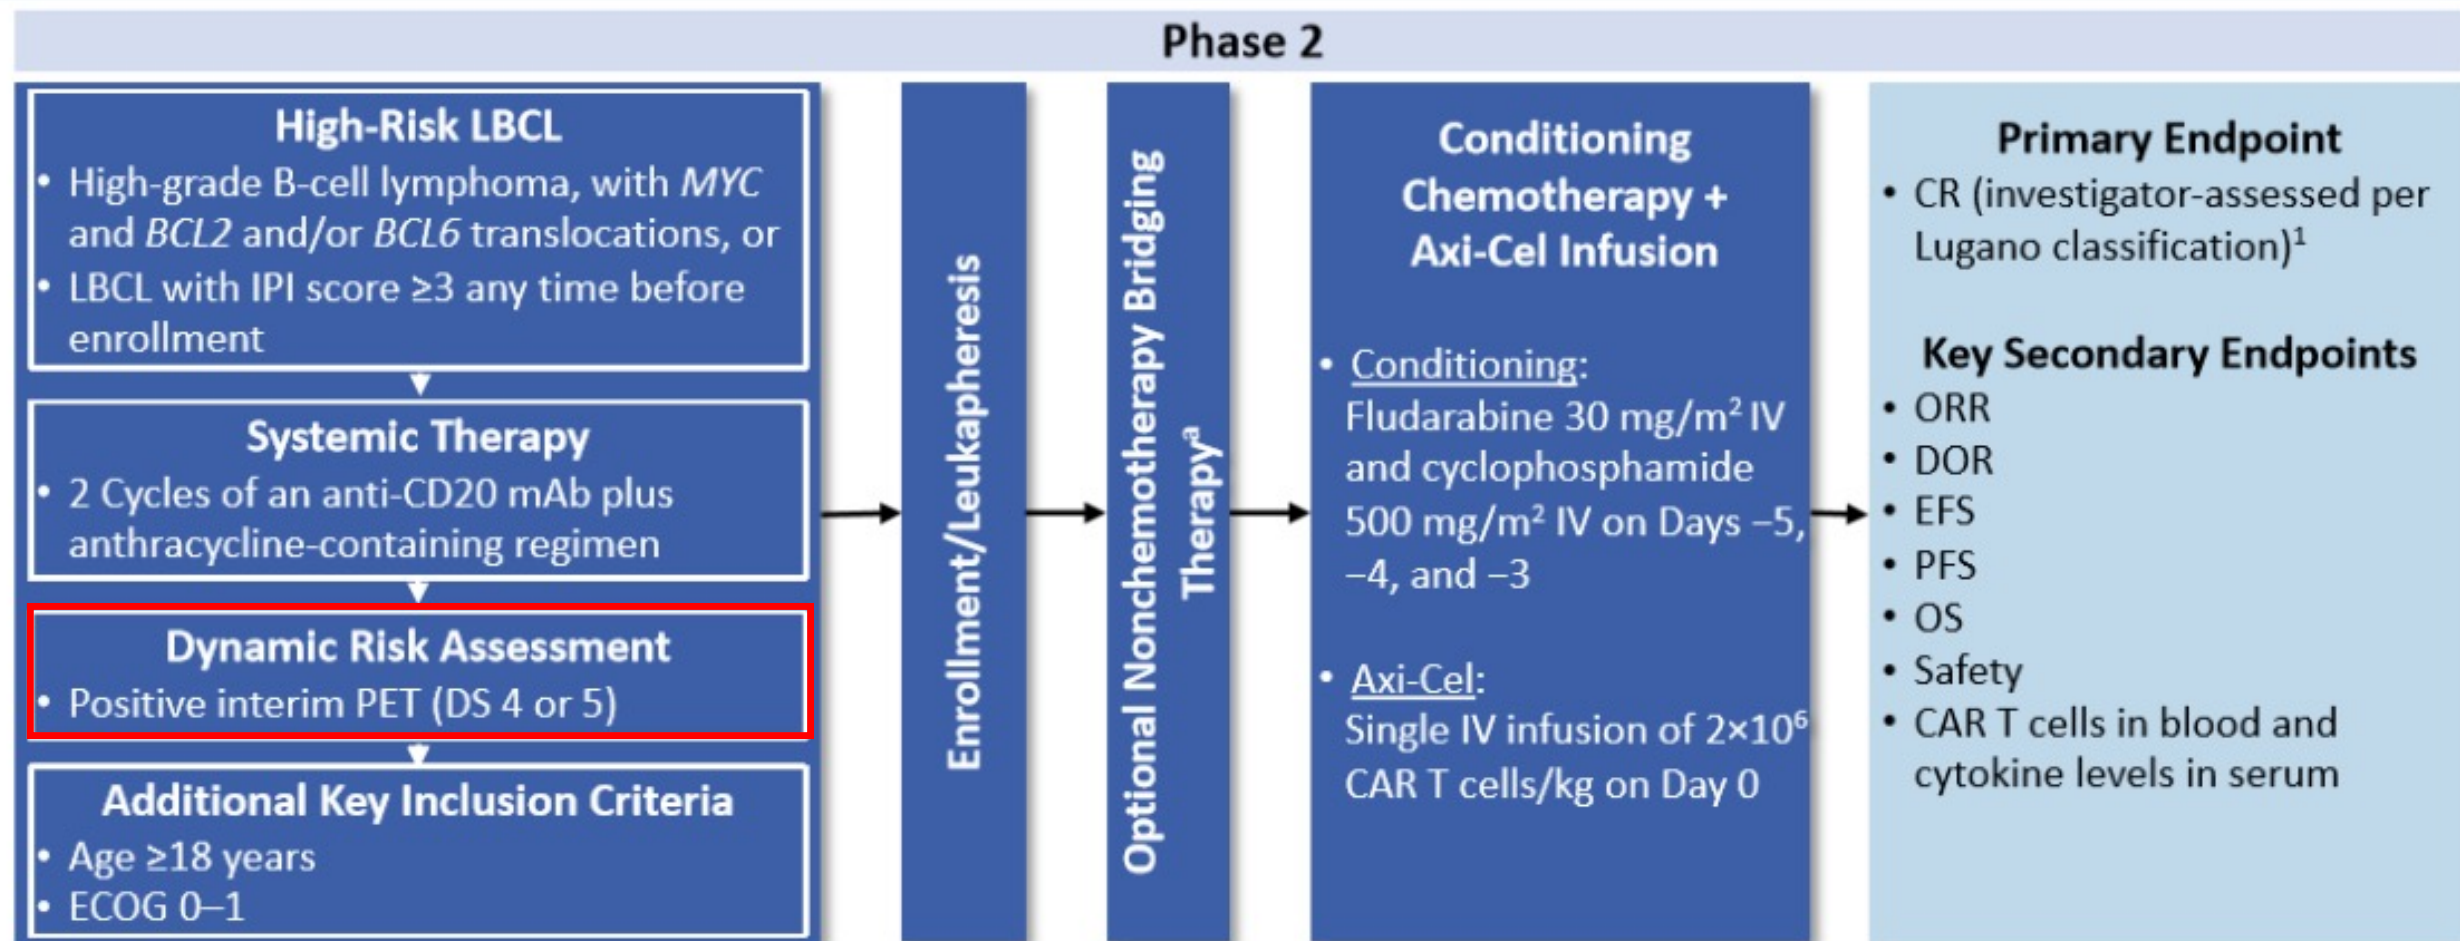 Phase 2
High-Risk LBCL
• High-grade B-cell lymphoma, with MYC
and BCL2 and/or BCL6 translocations, or
• LBCL with IPI score ≥3 any time before
enrollment
Systemic Therapy
• 2 Cycles of an anti-CD20 mAb plus
anthracycline-containing regimen
Dynamic Risk Assessment
• Positive interim PET (DS 4 or 5)
Additional Key Inclusion Criteria
• Age ≥18 years
• ECOG 0–1
Enrollment/Leukapheresis
Optional Nonchemotherapy Bridging
Therapyᵃ
Conditioning
Chemotherapy +
Axi-Cel Infusion
• Conditioning:
Fludarabine 30 mg/m² IV
and cyclophosphamide
500 mg/m² IV on Days −5,
−4, and −3
• Axi-Cel:
Single IV infusion of 2×10⁶
CAR T cells/kg on Day 0
Primary Endpoint
• CR (investigator-assessed per
Lugano classification)¹
Key Secondary Endpoints
• ORR
• DOR
• EFS
• PFS
• OS
• Safety
• CAR T cells in blood and
cytokine levels in serum